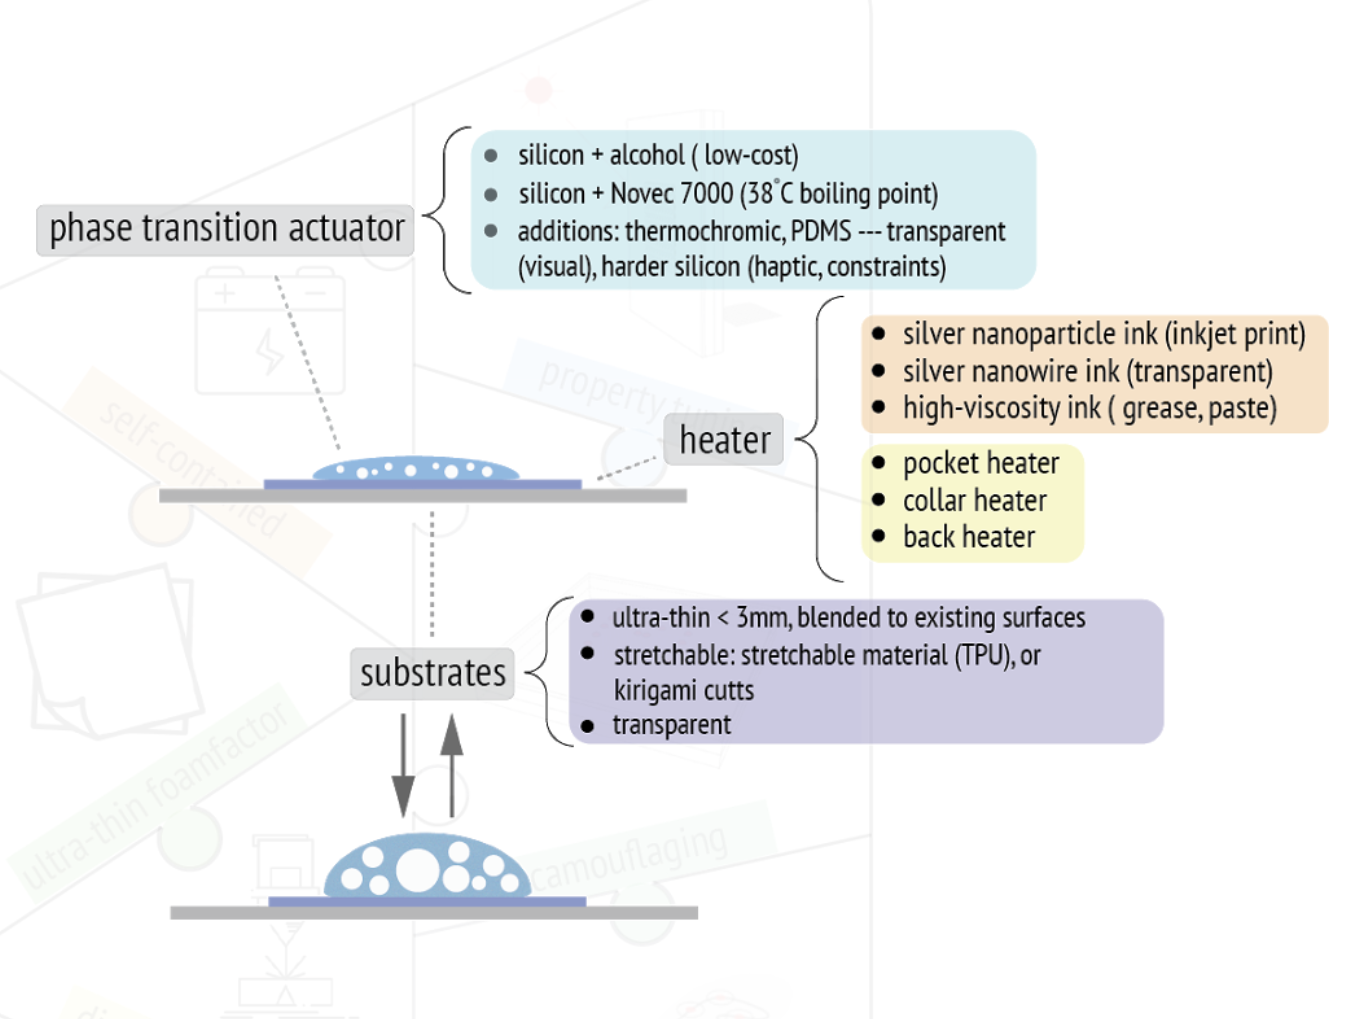 silicon + alcohol ( low-cost)
silicon + Novec 7000 (38°C boiling point)
phase transition actuator
additions: thermochromic, PDMS --- transparent
(visual), harder silicon (haptic, constraints)
silver nanoparticle ink (inkjet print)
silver nanowire ink (transparent)
high-viscosity ink ( grease, paste)
property
self-contained
heater
pocket heater
collar heater
back heater
ultra-thin < 3mm, blended to existing surfaces
stretchable: stretchable material (TPU), or
kirigami cutts
transparent
substrates
ultra-thin foamfactor
camouflaging